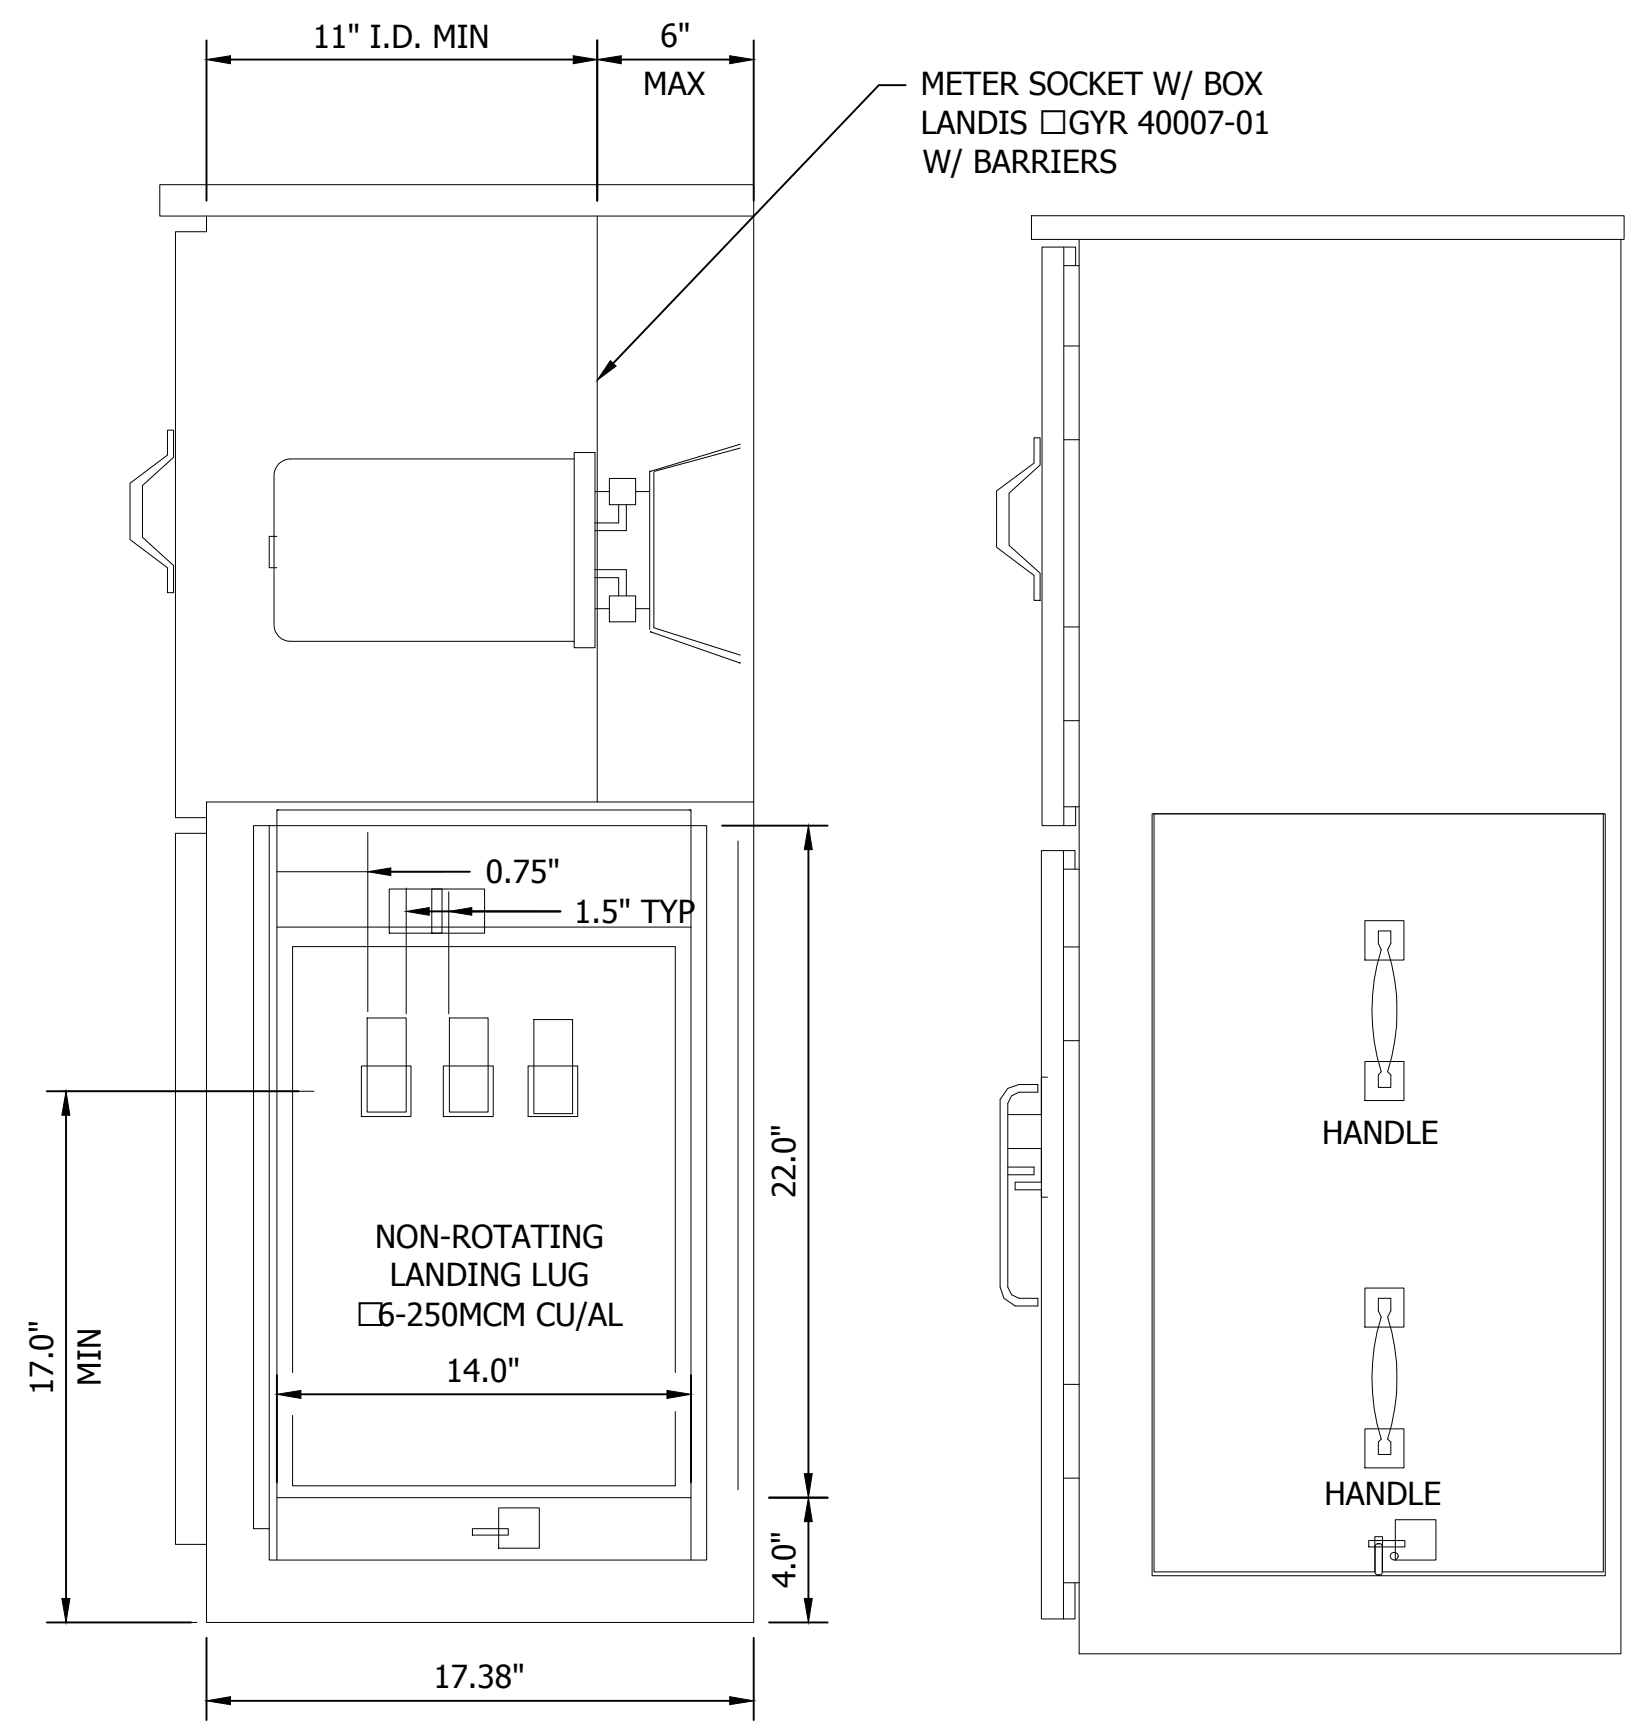 11" I.D. MIN
6"
MAX
METER SOCKET W/ BOX
LANDIS □GYR 40007-01
W/ BARRIERS
0.75"
1.5" TYP
HANDLE
22.0"
NON-ROTATING
LANDING LUG
□6-250MCM CU/AL
17.0"
MIN
14.0"
HANDLE
4.0"
17.38"